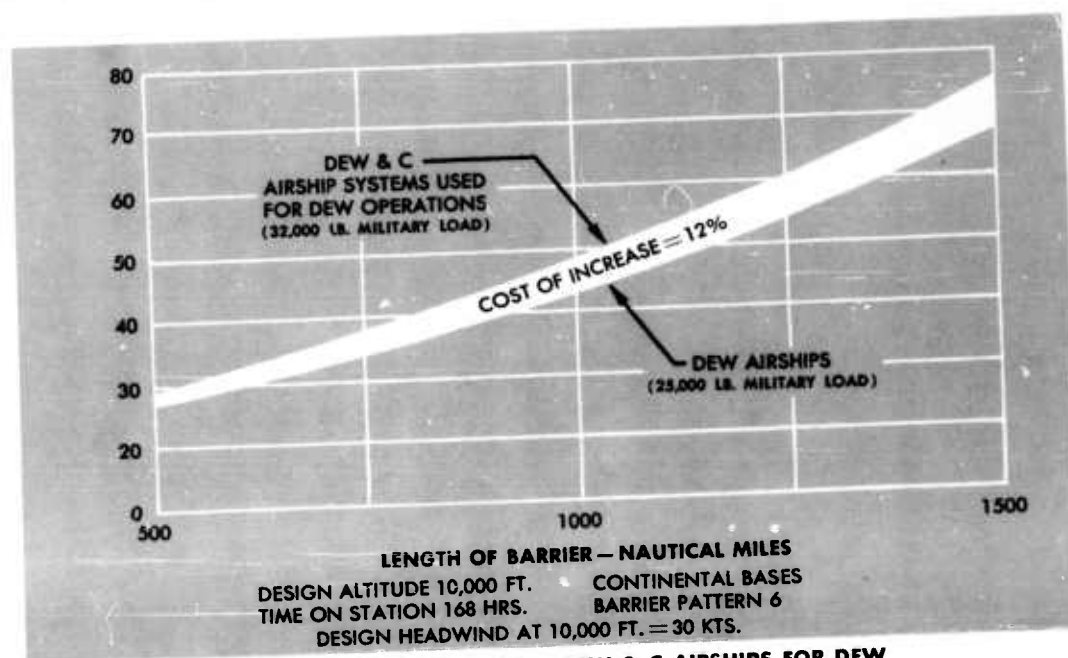 80
70
60
50
40
30
20
0
DEW & C
AIRSHIP SYSTEMS USED
FOR DEW OPERATIONS
(32,000 LB. MILITARY LOAD)
COST OF INCREASE = 12%
DEW AIRSHIPS
(25,000 LB. MILITARY LOAD)
500
1000
1500
LENGTH OF BARRIER — NAUTICAL MILES
DESIGN ALTITUDE 10,000 FT. CONTINENTAL BASES
TIME ON STATION 168 HRS. BARRIER PATTERN 6
DESIGN HEADWIND AT 10,000 FT. = 30 KTS.
& C AIRSHIPS FOR DEW